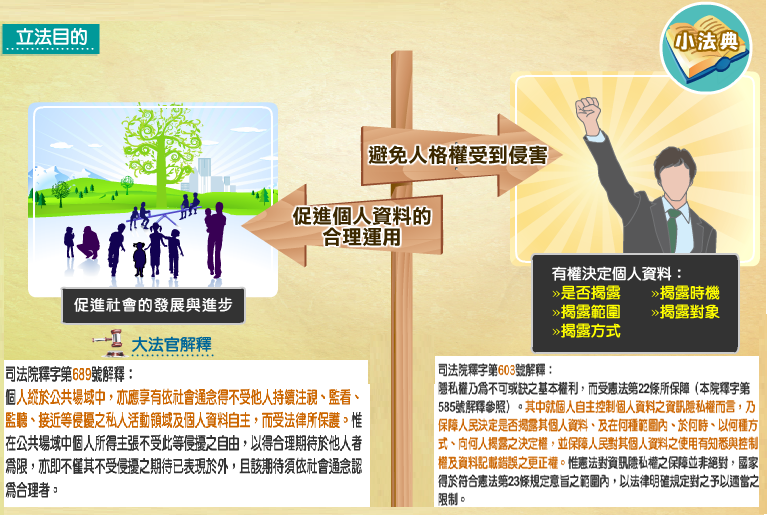 立法目的
小法典
避免人格權受到侵害
促進個人資料的
合理運用
促進社會的發展與進步
有權決定個人資料：
»是否揭露 »揭露時機
»揭露範圍 »揭露對象
»揭露方式
大法官解釋
司法院釋字第689號解釋：
個人縱於公共場域中，亦應享有依社會通念得不受他人持續注視、監看、
監聽、接近等侵擾之私人活動領域及個人資料自主，而受法律所保護。惟
在公共場域中個人所得主張不受此等侵擾之自由，以得合理期待於他人者
為限，亦即不僅其不受侵擾之期待已表現於外，且該期待須依社會通念認
為合理者。
司法院釋字第603號解釋：
隱私權乃為不可或缺之基本權利，而受憲法第22條所保障（本院釋字第
585號解釋參照）。其中就個人自主控制個人資料之資訊隱私權而言，乃
保障人民決定是否揭露其個人資料、及在何種範圍內、於何時、以何種方
式、向何人揭露之決定權，並保障人民對其個人資料之使用有知悉與控制
權及資料記載錯誤之更正權。惟憲法對資訊隱私權之保障並非絕對，國家
得於符合憲法第23條規定意旨之範圍內，以法律明確規定對之予以適當之
限制。